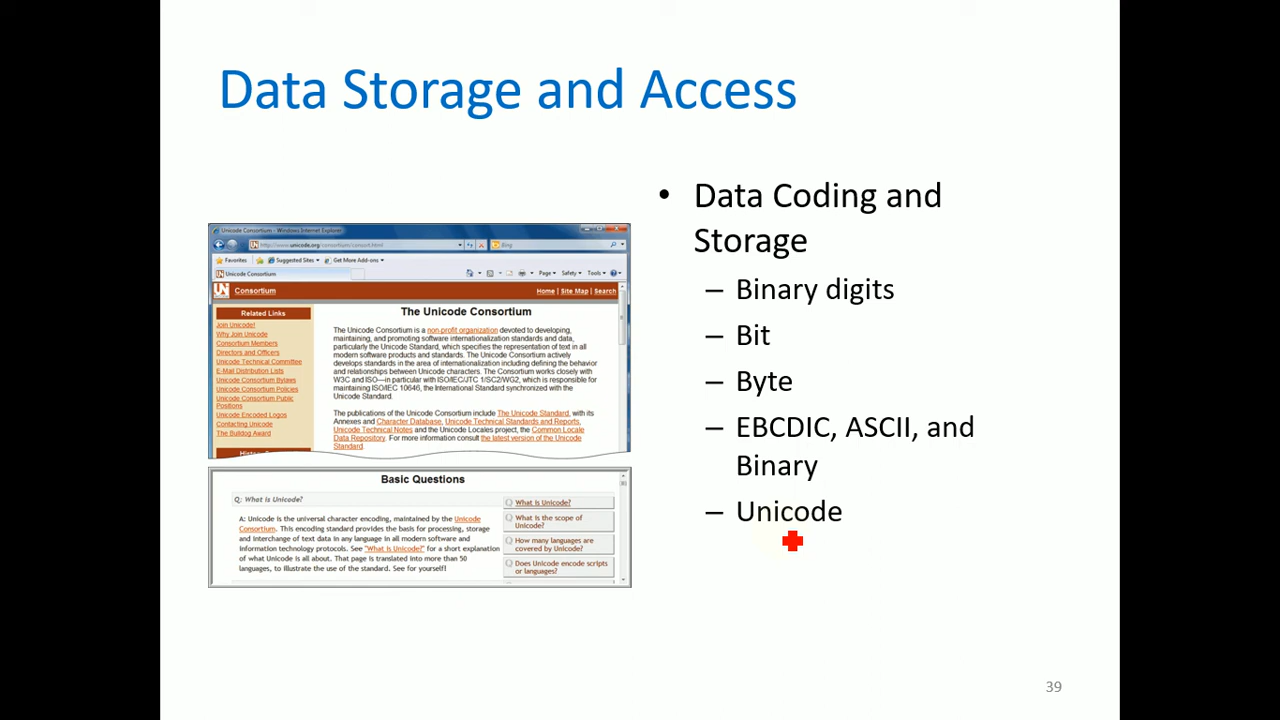 Data Storage and Access
Unicode Consortium - Windows Internet Explorer
http://www.unicode.org/consortium/consort.html
Bing
Favorites
Suggested Sites
Get More Add-ons
Unicode Consortium
Page
Safety
Tools
UN
Consortium
Home | Site Map | Search
Related Links
Join Unicode!
Why Join Unicode
Consortium Members
Directors and Officers
Unicode Technical Committee
E-Mail Distribution Lists
Unicode Consortium Bylaws
Unicode Consortium Policies
Unicode Consortium Public
Positions
Unicode Encoded Logos
Contacting Unicode
The Bulldog Award
The Unicode Consortium
The Unicode Consortium is a non-profit organization devoted to developing,
maintaining, and promoting software internationalization standards and data,
particularly the Unicode Standard, which specifies the representation of text in all
modern software products and standards. The Unicode Consortium actively
develops standards in the area of internationalization including defining the behavior
and relationships between Unicode characters. The Consortium works closely with
W3C and ISO—in particular with ISO/IEC/JTC 1/SC2/WG2, which is responsible for
maintaining ISO/IEC 10646, the International Standard synchronized with the
Unicode Standard.
The publications of the Unicode Consortium include The Unicode Standard, with its
Annexes and Character Database, Unicode Technical Standards and Reports,
Unicode Technical Notes and the Unicode Locales project, the Common Locale
Data Repository. For more information consult the latest version of the Unicode
Standard.
Basic Questions
Q: What is Unicode?
A: Unicode is the universal character encoding, maintained by the Unicode
Consortium. This encoding standard provides the basis for processing, storage
and interchange of text data in any language in all modern software and
information technology protocols. See "What is Unicode?" for a short explanation
of what Unicode is all about. That page is translated into more than 50
languages, to illustrate the use of the standard. See for yourself!
Q What is Unicode?
Q What is the scope of
Unicode?
Q How many languages are
covered by Unicode?
Q Does Unicode encode scripts
or languages?
• Data Coding and
Storage
– Binary digits
– Bit
– Byte
– EBCDIC, ASCII, and
Binary
– Unicode
39